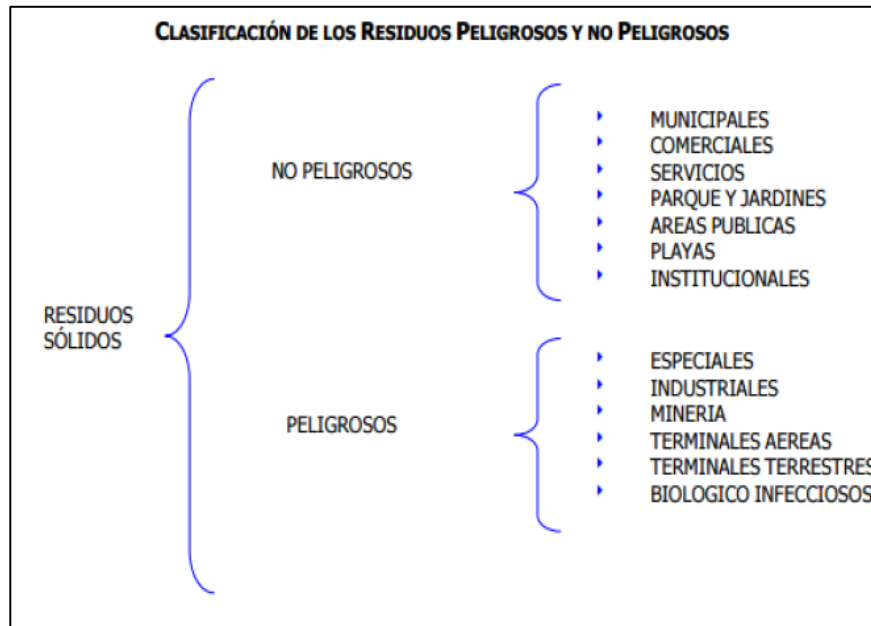 CLASIFICACIÓN DE LOS RESIDUOS PELIGROSOS Y NO PELIGROSOS
RESIDUOS
SÓLIDOS
NO PELIGROSOS
MUNICIPALES
COMERCIALES
SERVICIOS
PARQUE Y JARDINES
AREAS PUBLICAS
PLAYAS
INSTITUCIONALES
PELIGROSOS
ESPECIALES
INDUSTRIALES
MINERIA
TERMINALES AEREAS
TERMINALES TERRESTRES
BIOLOGICO INFECCIOSOS